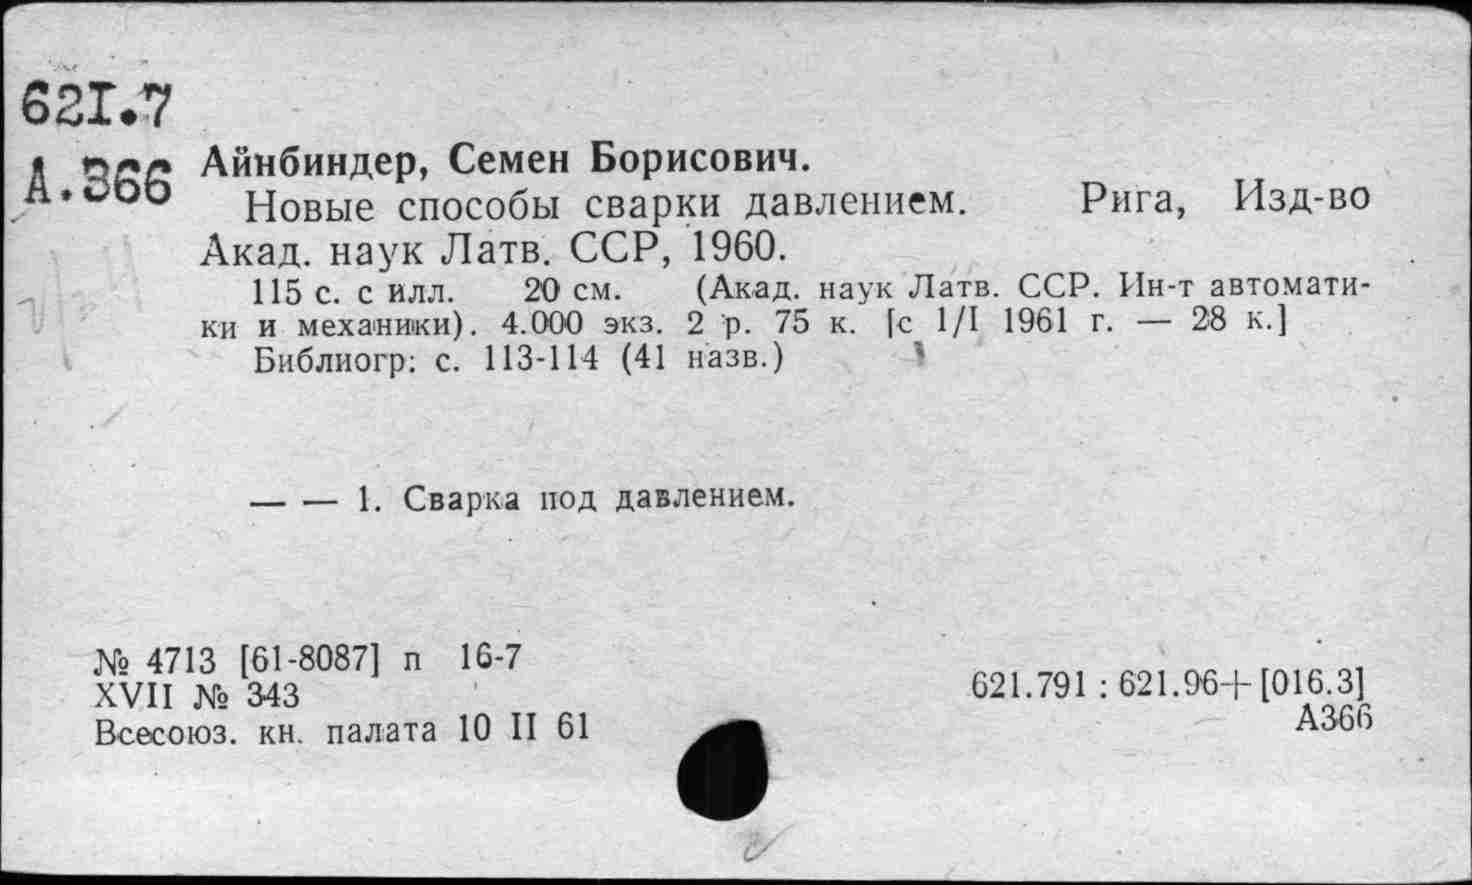 621.7
А.366
Айнбиндер, Семен Борисович.
Новые способы сварки давлением. Рига, Изд-во
Акад. наук Латв. ССР, 1960.
115 с. с илл. 20 см. (Акад. наук Латв. ССР. Ин-т автомати-
ки и механики). 4.000 экз. 2 р. 75 к. [с 1/I 1961 г. — 28 к.]
Библиогр: с. 113-114 (41 назв.)
— — 1. Сварка под давлением.
№ 4713 [61-8087] п 16-7
XVII № 343
Всесоюз. кн. палата 10 II 61
621.791 : 621.96+[016.3]
А366